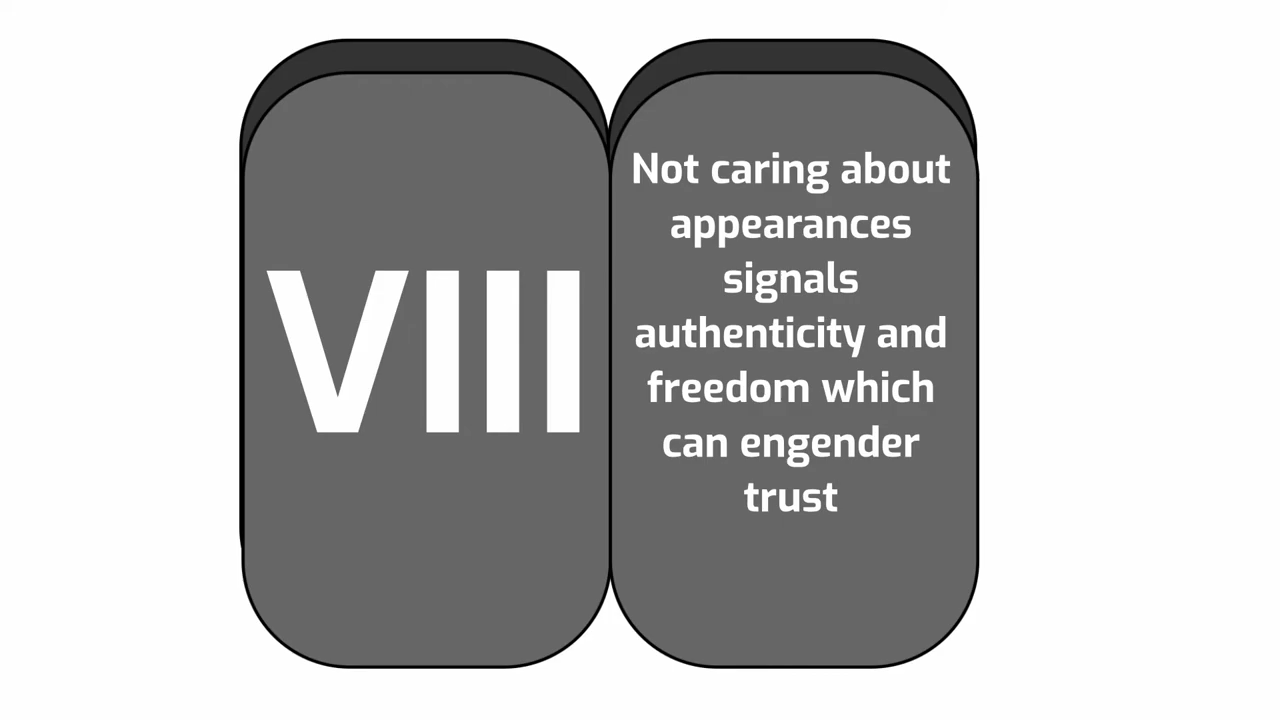 VIII
Not caring about
appearances
signals
authenticity and
freedom which
can engender
trust